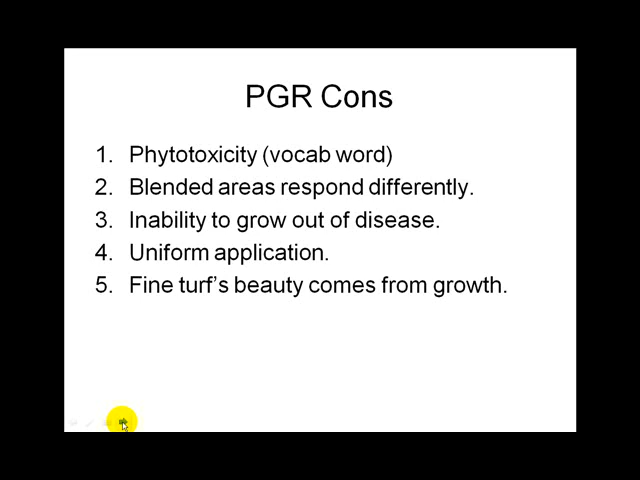 PGR Cons
1. Phytotoxicity (vocab word)
2. Blended areas respond differently.
3. Inability to grow out of disease.
4. Uniform application.
5. Fine turf's beauty comes from growth.